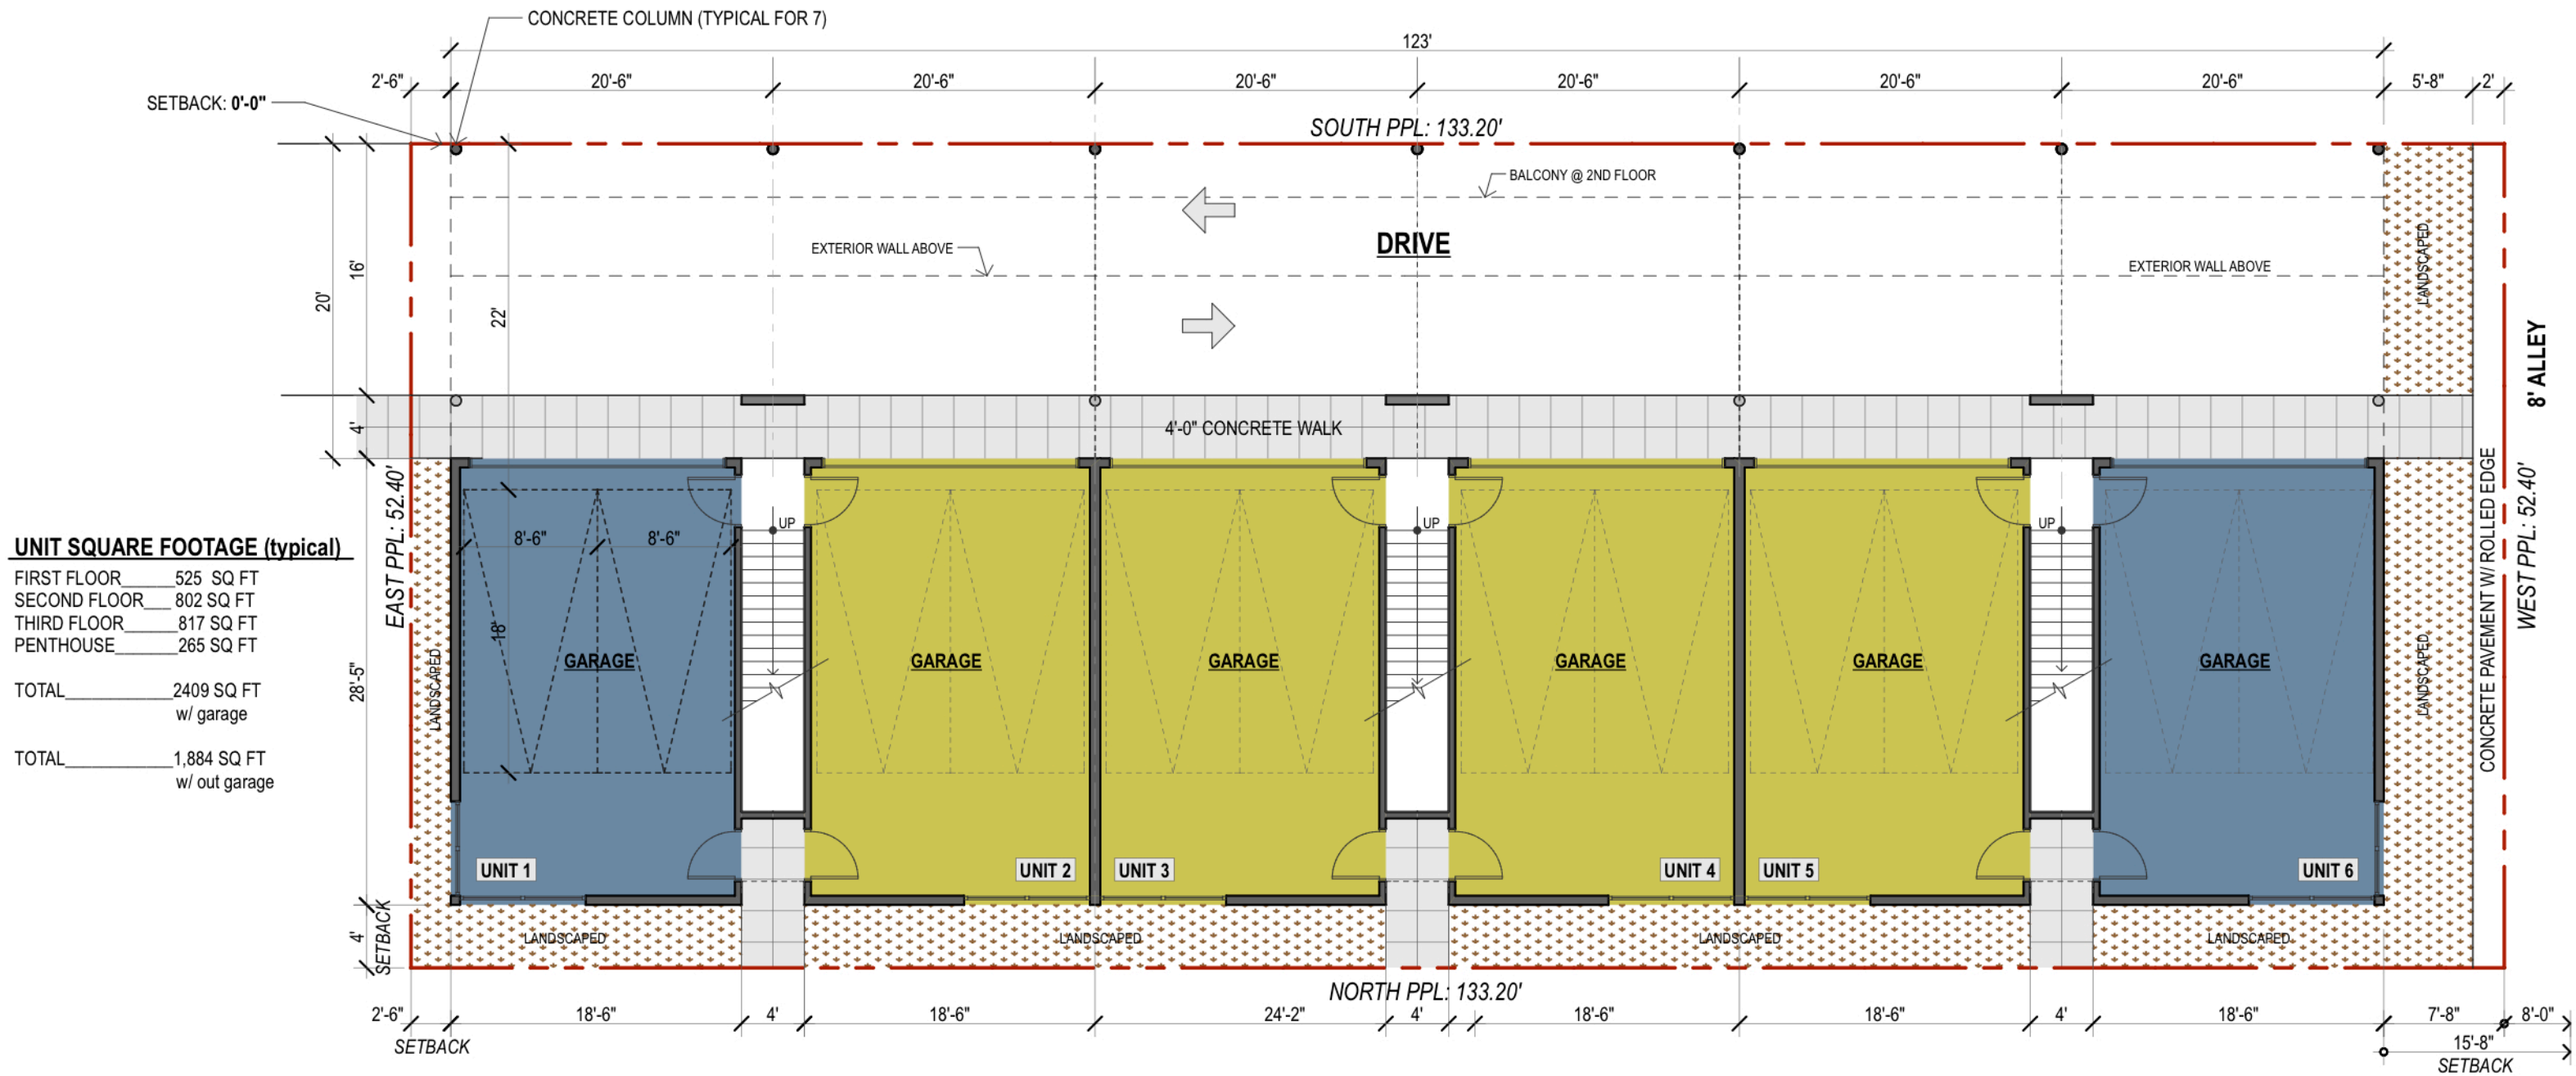 CONCRETE COLUMN (TYPICAL FOR 7)
123'
2'-6" 20'-6" 20'-6" 20'-6" 20'-6" 20'-6" 20'-6" 5'-8" 2'
SETBACK: 0'-0"
SOUTH PPL: 133.20'
BALCONY @ 2ND FLOOR
DRIVE
EXTERIOR WALL ABOVE
EXTERIOR WALL ABOVE
LANDSCAPED
16'
20'
22'
8' ALLEY
4'
4'-0" CONCRETE WALK
EAST PPL: 52.40'
WEST PPL: 52.40'
CONCRETE PAVEMENT W/ ROLLED EDGE
UP UP UP
8'-6" 8'-6"
18'
UNIT SQUARE FOOTAGE (typical)
FIRST FLOOR______525 SQ FT
SECOND FLOOR___ 802 SQ FT
THIRD FLOOR______817 SQ FT
PENTHOUSE_______265 SQ FT
TOTAL____________2409 SQ FT
w/ garage
TOTAL____________1,884 SQ FT
w/ out garage
28'-5"
LANDSCAPED
GARAGE GARAGE GARAGE GARAGE GARAGE GARAGE
LANDSCAPED
UNIT 1 UNIT 2 UNIT 3 UNIT 4 UNIT 5 UNIT 6
4'
SETBACK
LANDSCAPED LANDSCAPED LANDSCAPED LANDSCAPED
NORTH PPL: 133.20'
2'-6" 18'-6" 4' 18'-6" 24'-2" 4' 18'-6" 18'-6" 4' 18'-6" 7'-8" 8'-0"
SETBACK
15'-8"
SETBACK